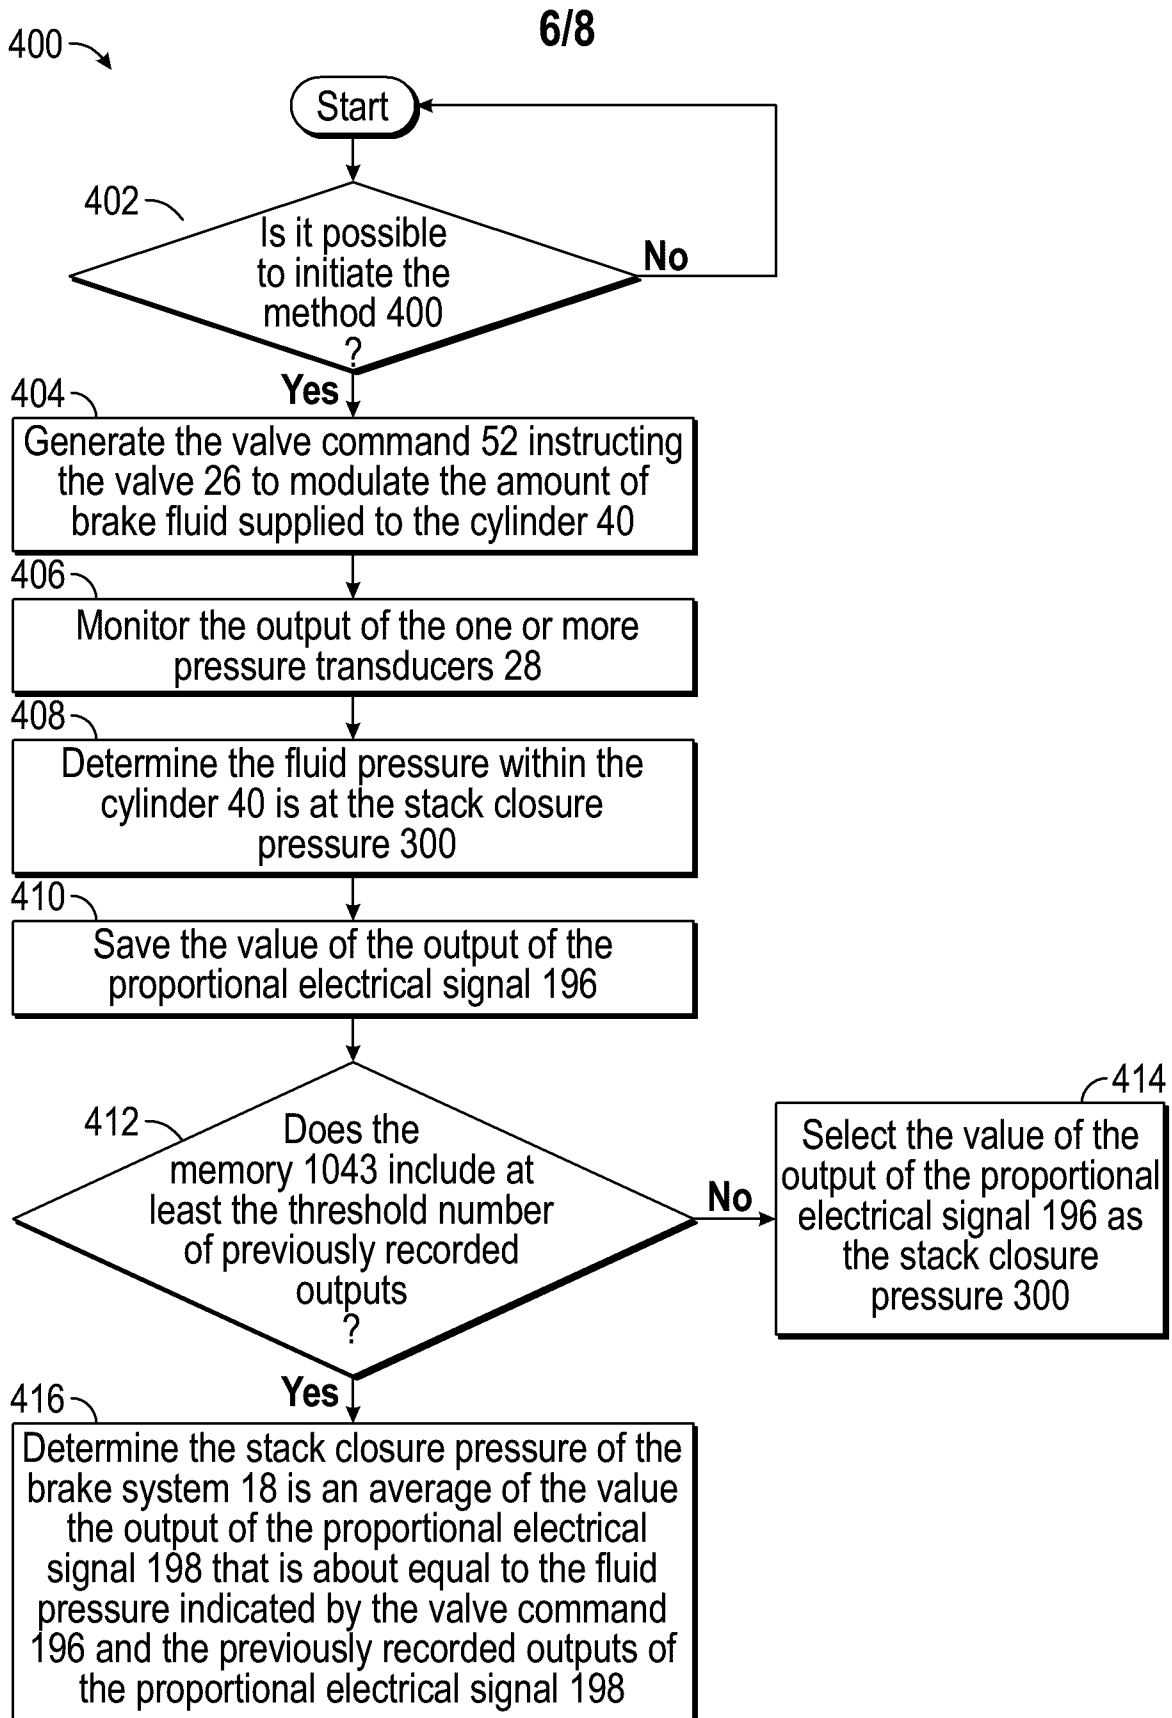 6/8
400
Start
402
Is it possible
to initiate the
method 400
?
No
Yes
404
Generate the valve command 52 instructing
the valve 26 to modulate the amount of
brake fluid supplied to the cylinder 40
406
Monitor the output of the one or more
pressure transducers 28
408
Determine the fluid pressure within the
cylinder 40 is at the stack closure
pressure 300
410
Save the value of the output of the
proportional electrical signal 196
412
Does the
memory 1043 include at
least the threshold number
of previously recorded
outputs
?
No
414
Select the value of the
output of the proportional
electrical signal 196 as
the stack closure
pressure 300
Yes
416
Determine the stack closure pressure of the
brake system 18 is an average of the value
the output of the proportional electrical
signal 198 that is about equal to the fluid
pressure indicated by the valve command
196 and the previously recorded outputs of
the proportional electrical signal 198